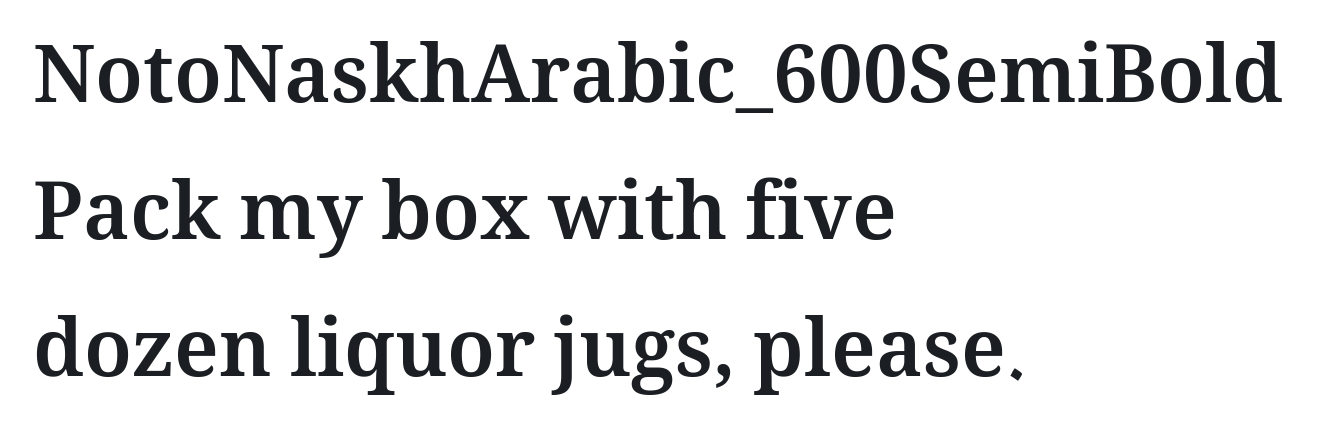 NotoNaskhArabic_600SemiBold
Pack my box with five
dozen liquor jugs, please.